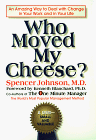 An Amazing Way to Deal with Change
in Your Work and in Your Life
Who
Moved My
Cheese?
Spencer Johnson, M.D.
Foreword by Kenneth Blanchard, Ph.D.
Co-authors of The One Minute Manager
The World's Most Popular Management Method